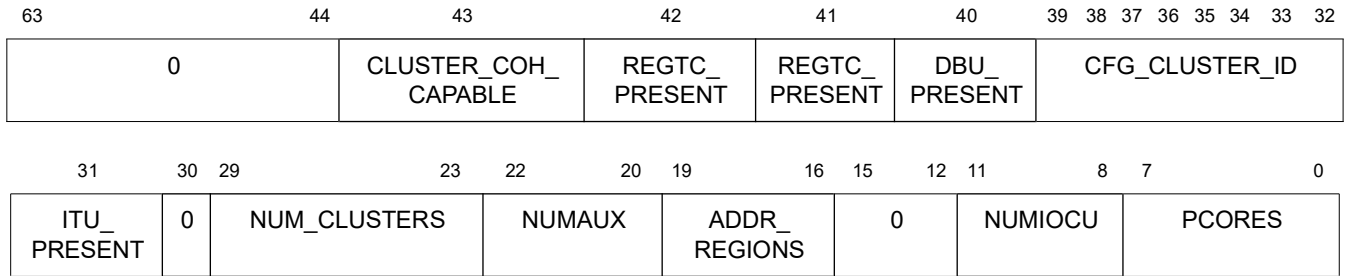 63 44 43 42 41 40 39 38 37 36 35 34 33 32
0 CLUSTER_COH_ REGTC_ REGTC_ DBU_ CFG_CLUSTER_ID
CAPABLE PRESENT PRESENT PRESENT
31 30 29 23 22 20 19 16 15 12 11 8 7 0
ITU_ 0 NUM_CLUSTERS NUMAUX ADDR_ 0 NUMIOCU PCORES
PRESENT REGIONS